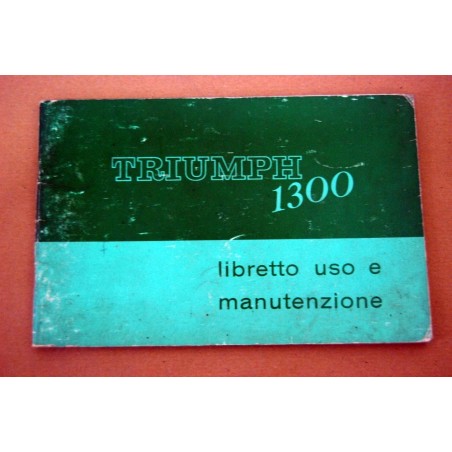 TRIUMPH
1300
libretto uso e
manutenzione